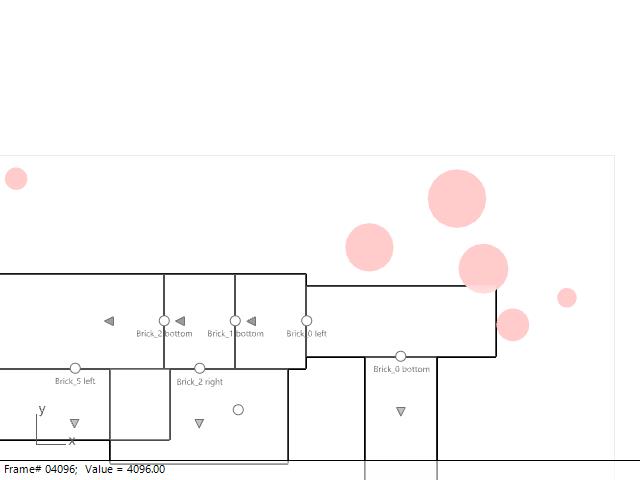 Brick_2 bottom
Brick_1 bottom
Brick_0 left
Brick_0 bottom
Brick_5 left
Brick_2 right
y
x
Frame# 04096;  Value = 4096.00